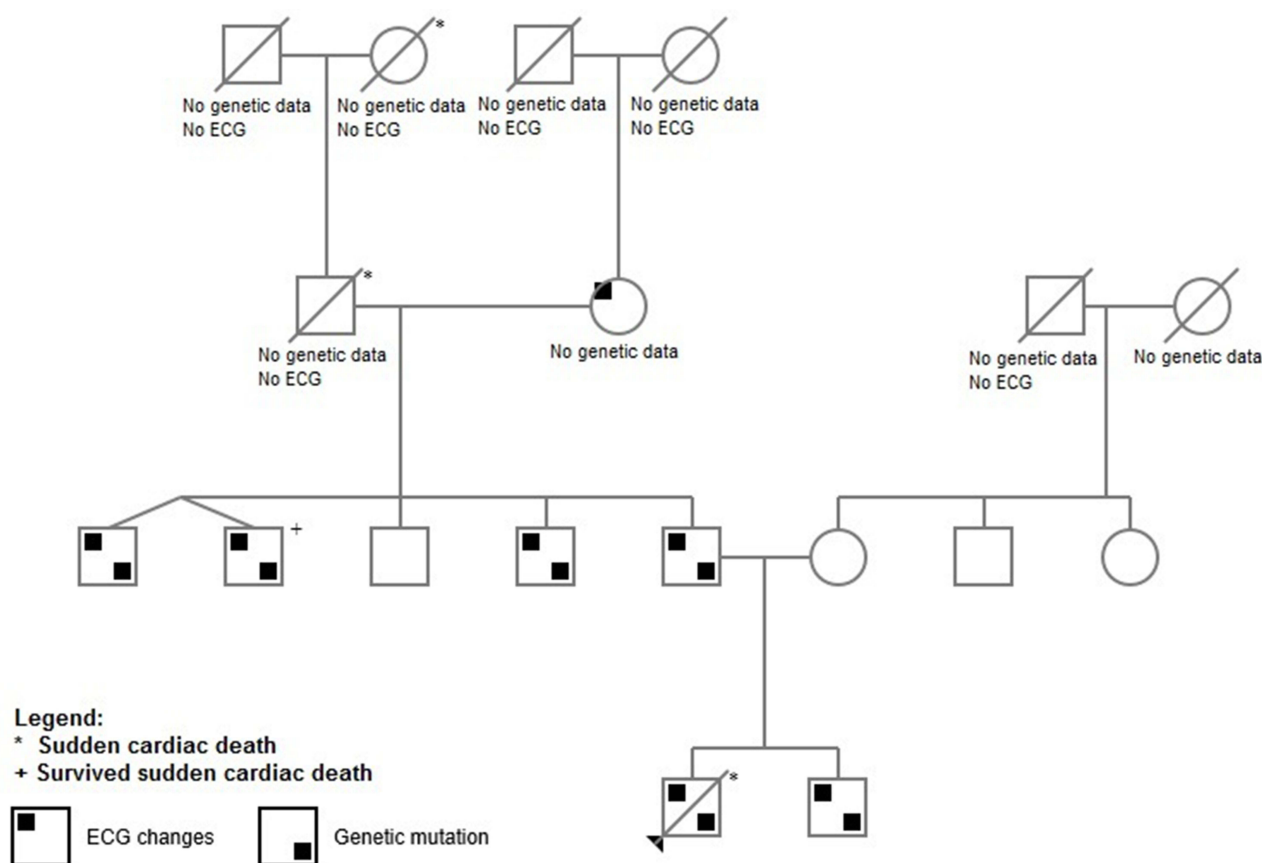 *
No genetic data
No ECG
No genetic data
No ECG
No genetic data
No ECG
No genetic data
No ECG
*
No genetic data
No ECG
No genetic data
No genetic data
No ECG
No genetic data
+
Legend:
* Sudden cardiac death
+ Survived sudden cardiac death
*
ECG changes
Genetic mutation